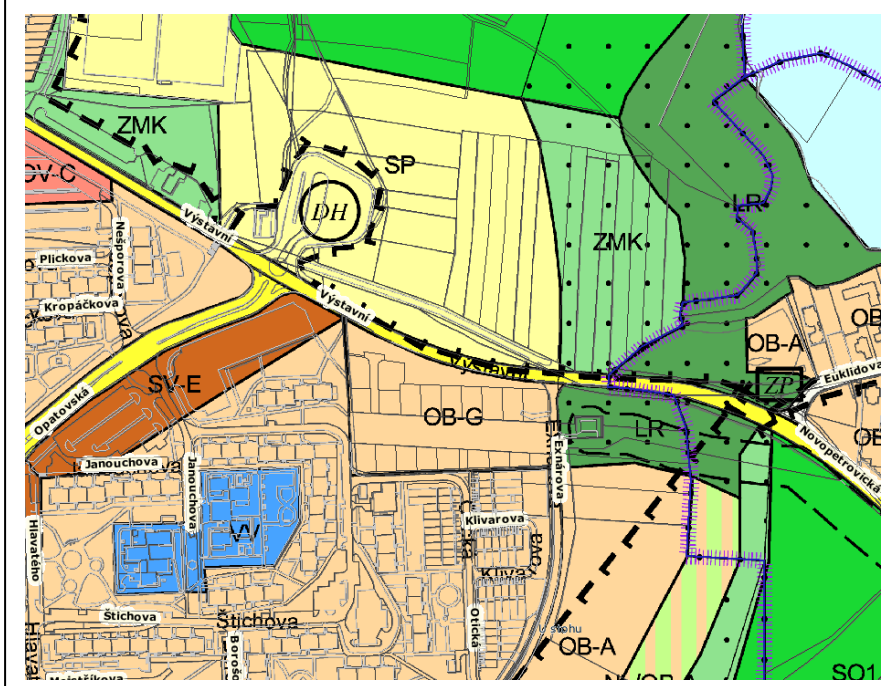 ZMK
OV-C
SP
DH
Výstavní
LR
Nešporova
Plickova
ZMK
Kropáčkova
Výstavní
OB
OB-A
Výstavní
SV-E
ZP
Euklidova
Opatovská
OB-G
LR
OB
Exnárova
Novopetrovická
Janouchova
Janouchova
Klivarova
VV
Hlavatého
Štichova
Štichova
Otická
OB-A
SO1